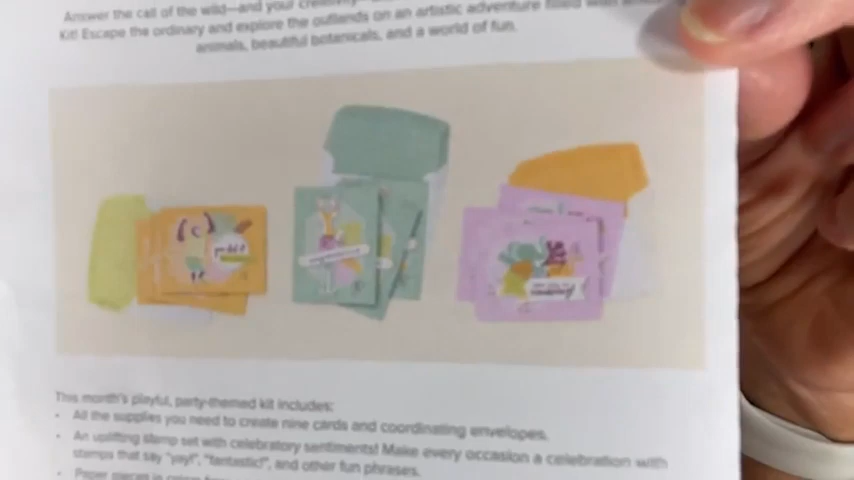 Answer the call of the wild—and your creativity—
Kit! Escape the ordinary and explore the outlands on an artistic adventure filled with
animals, beautiful botanicals, and a world of fun.
This month's playful, party-themed kit includes:
• All the supplies you need to create nine cards and coordinating envelopes.
• An uplifting stamp set with celebratory sentiments! Make every occasion a celebration with
stamps that say "yay!", "fantastic!", and other fun phrases.
• Paper pieces in